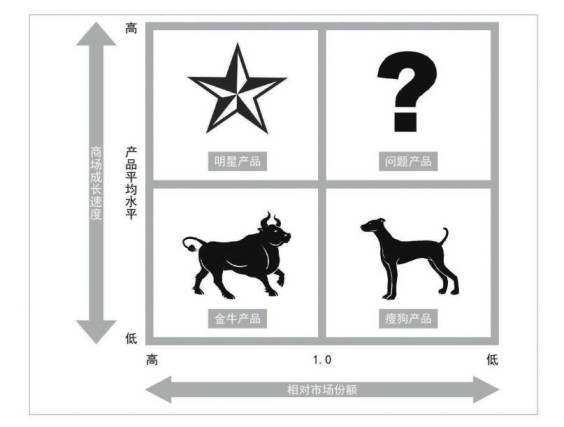 高
明星产品
问题产品
商场成长速度
产品平均水平
金牛产品
瘦狗产品
低
高
1.0
低
相对市场份额